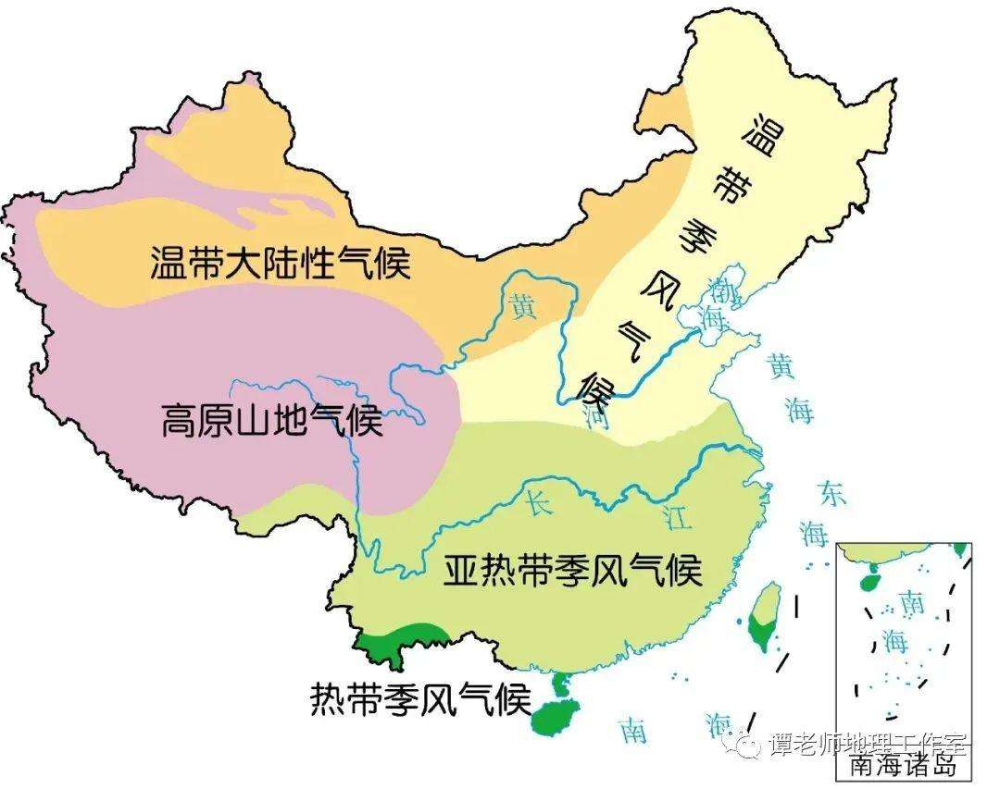 温带季风气候
温带大陆性气候
渤海
黄河
黄海
高原山地气候
东海
长江
亚热带季风气候
南海
热带季风气候
南海
谭老师地理工作室
南海诸岛